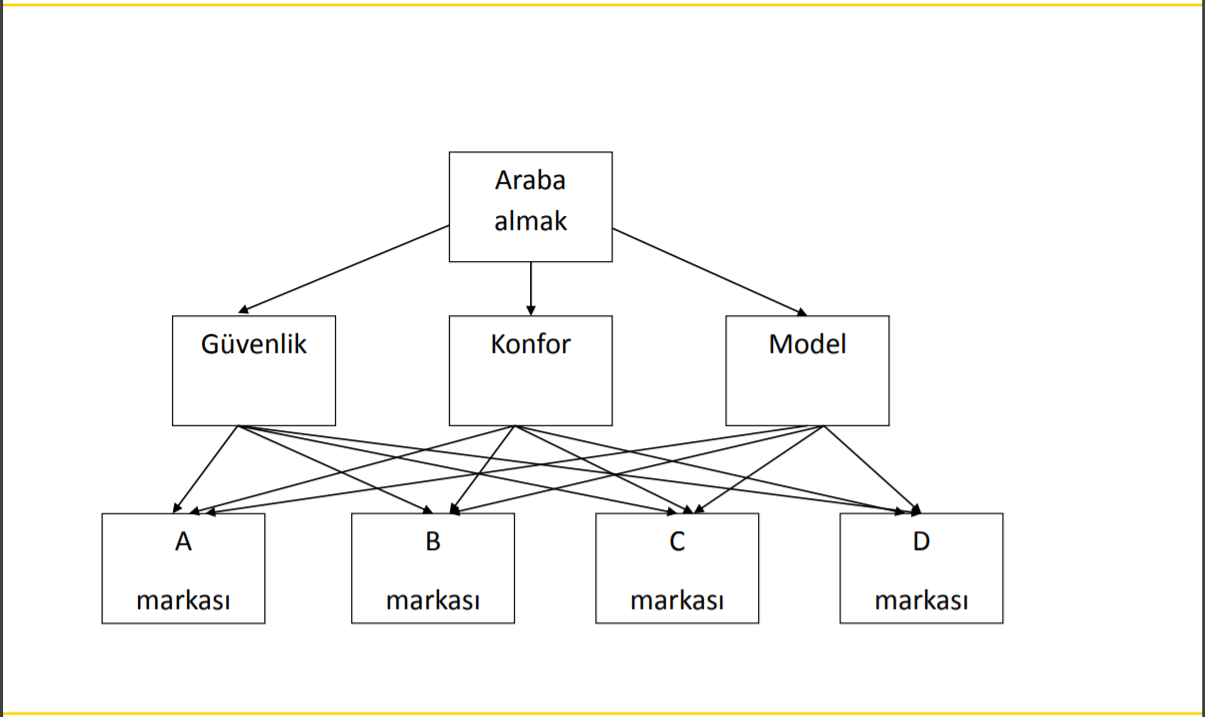 Araba
almak
Güvenlik
Konfor
Model
A
markası
B
markası
C
markası
D
markası